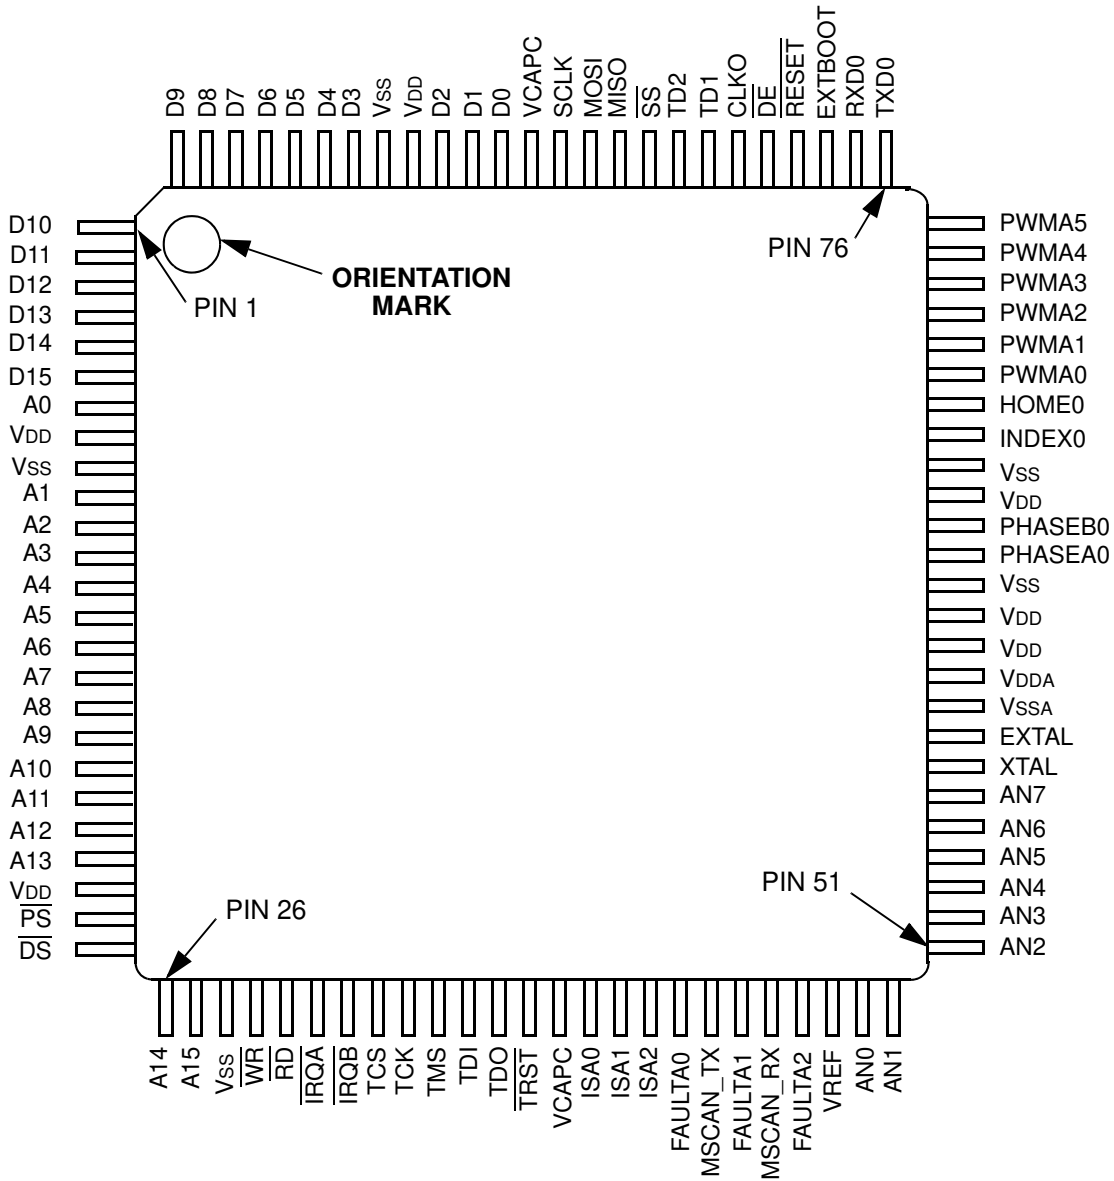 D9
D8
D7
D6
D5
D4
D3
VSS
VDD
D2
D1
D0
VCAPC
SCLK
MOSI
MISO
SS
TD2
TD1
CLKO
DE
RESET
EXTBOOT
RXD0
TXD0
D10
D11
D12
D13
D14
D15
A0
VDD
VSS
A1
A2
A3
A4
A5
A6
A7
A8
A9
A10
A11
A12
A13
VDD
PS
DS
PIN 1
ORIENTATION
MARK
PIN 76
PIN 26
PIN 51
PWMA5
PWMA4
PWMA3
PWMA2
PWMA1
PWMA0
HOME0
INDEX0
VSS
VDD
PHASEB0
PHASEA0
VSS
VDD
VDD
VDDA
VSSA
EXTAL
XTAL
AN7
AN6
AN5
AN4
AN3
AN2
A14
A15
VSS
WR
RD
IRQA
IRQB
TCS
TCK
TMS
TDI
TDO
TRST
VCAPC
ISA0
ISA1
ISA2
FAULTA0
MSCAN_TX
FAULTA1
MSCAN_RX
FAULTA2
VREF
AN0
AN1